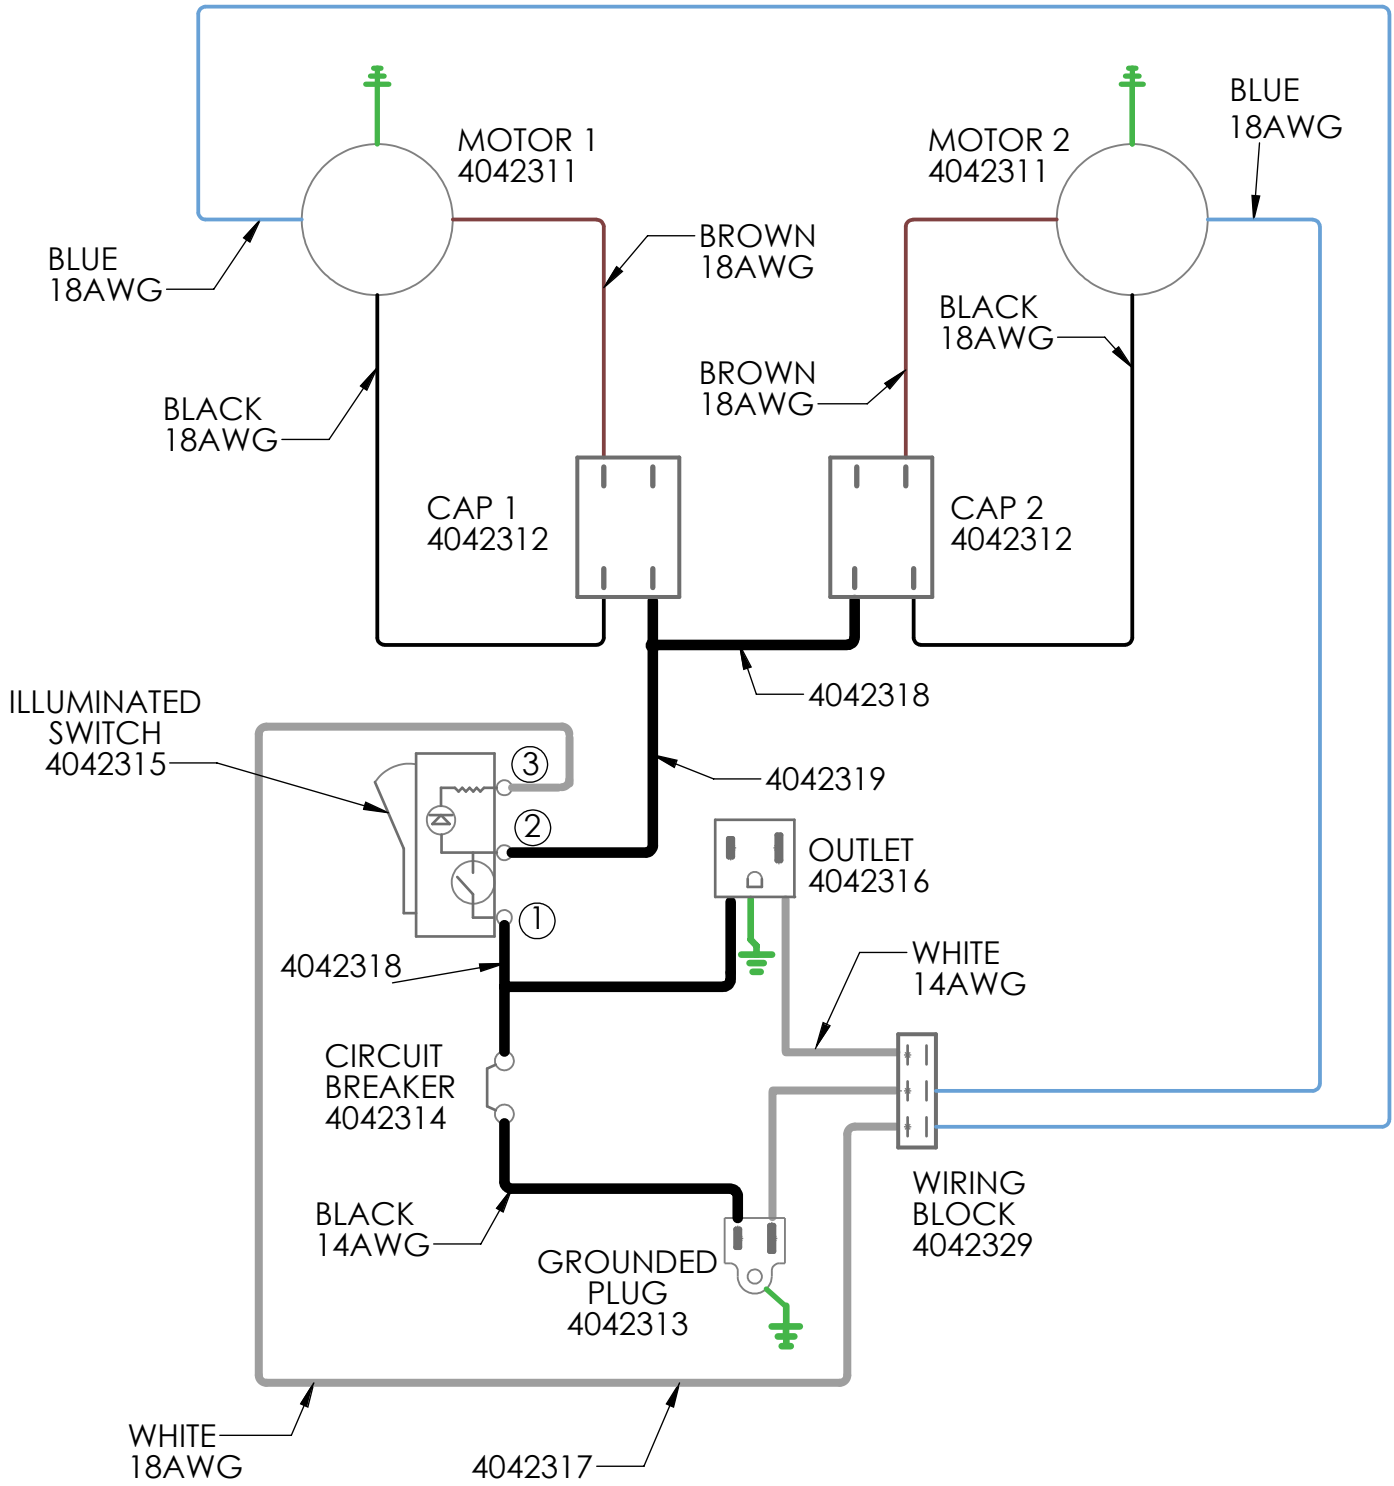 BLUE
18AWG
MOTOR 1
4042311
MOTOR 2
4042311
BLUE
18AWG
BROWN
18AWG
BLACK
18AWG
BROWN
18AWG
BLACK
18AWG
CAP 1
4042312
CAP 2
4042312
4042318
ILLUMINATED
SWITCH
4042315
3
4042319
2
OUTLET
4042316
1
4042318
WHITE
14AWG
CIRCUIT
BREAKER
4042314
BLACK
14AWG
GROUNDED
PLUG
4042313
WIRING
BLOCK
4042329
WHITE
18AWG
4042317